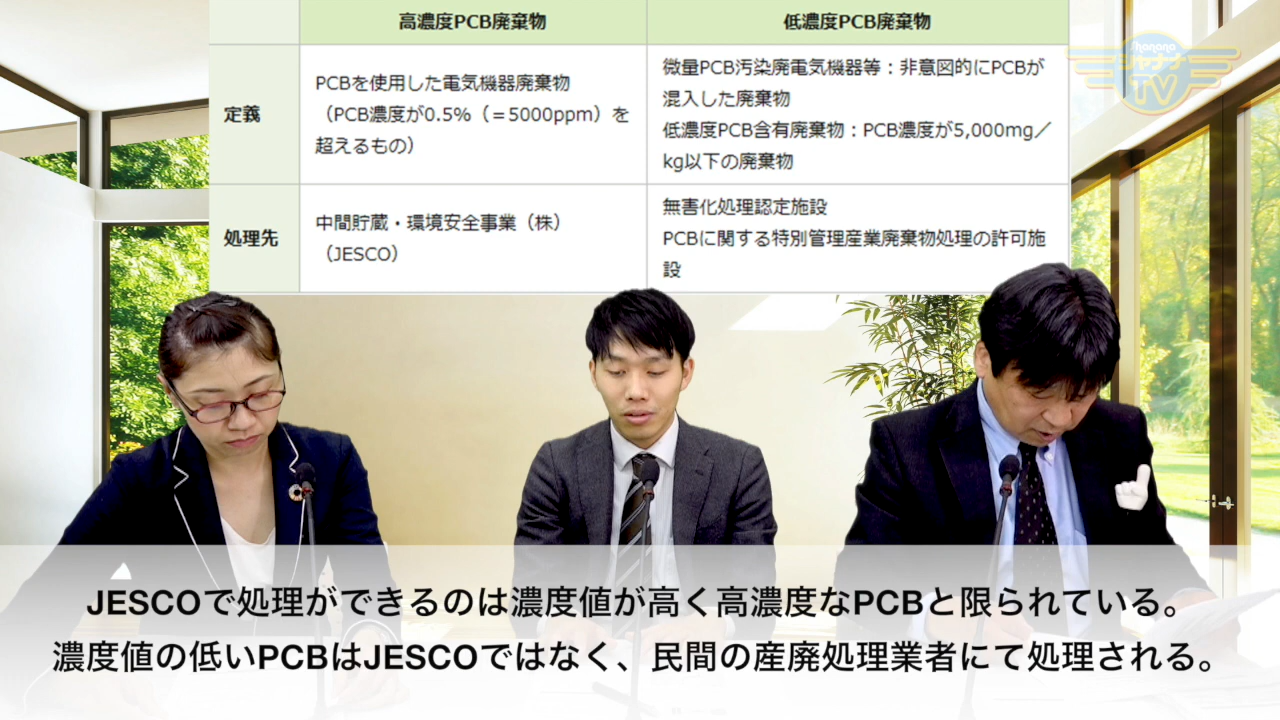 高濃度PCB廃棄物
低濃度PCB廃棄物
shanana
シャナナ
TV
定義
PCBを使用した電気機器廃棄物
（PCB濃度が0.5%（＝5000ppm）を
超えるもの）
微量PCB汚染廃電気機器等：非意図的にPCBが
混入した廃棄物
低濃度PCB含有廃棄物：PCB濃度が5,000mg／
kg以下の廃棄物
処理先
中間貯蔵・環境安全事業（株）
（JESCO）
無害化処理認定施設
PCBに関する特別管理産業廃棄物処理の許可施
設
JESCOで処理ができるのは濃度値が高く高濃度なPCBと限られている。
濃度値の低いPCBはJESCOではなく、民間の産廃処理業者にて処理される。